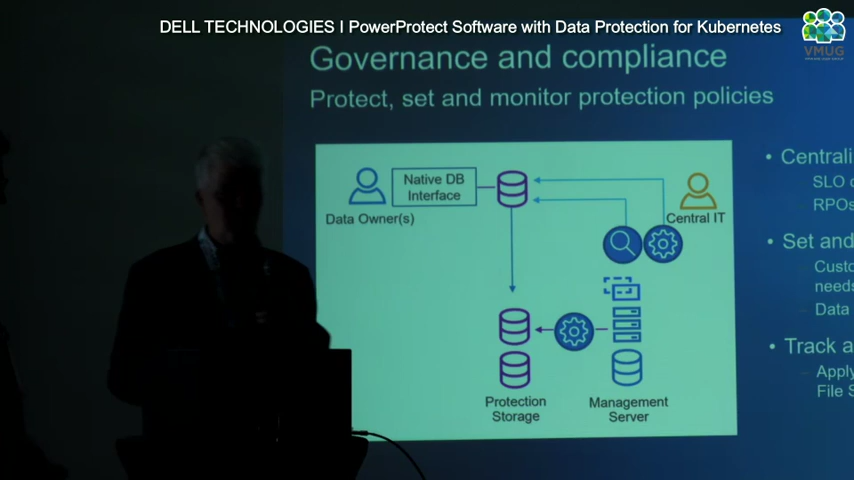 DELL TECHNOLOGIES I PowerProtect Software with Data Protection for Kubernetes
VMUG
Governance and compliance
Protect, set and monitor protection policies
Native DB
Interface
Data Owner(s)
Central IT
Protection
Storage
Management
Server
• Centrali
SLO
RPOs
• Set and
Custo
needs
Data
• Track a
Apply
File S